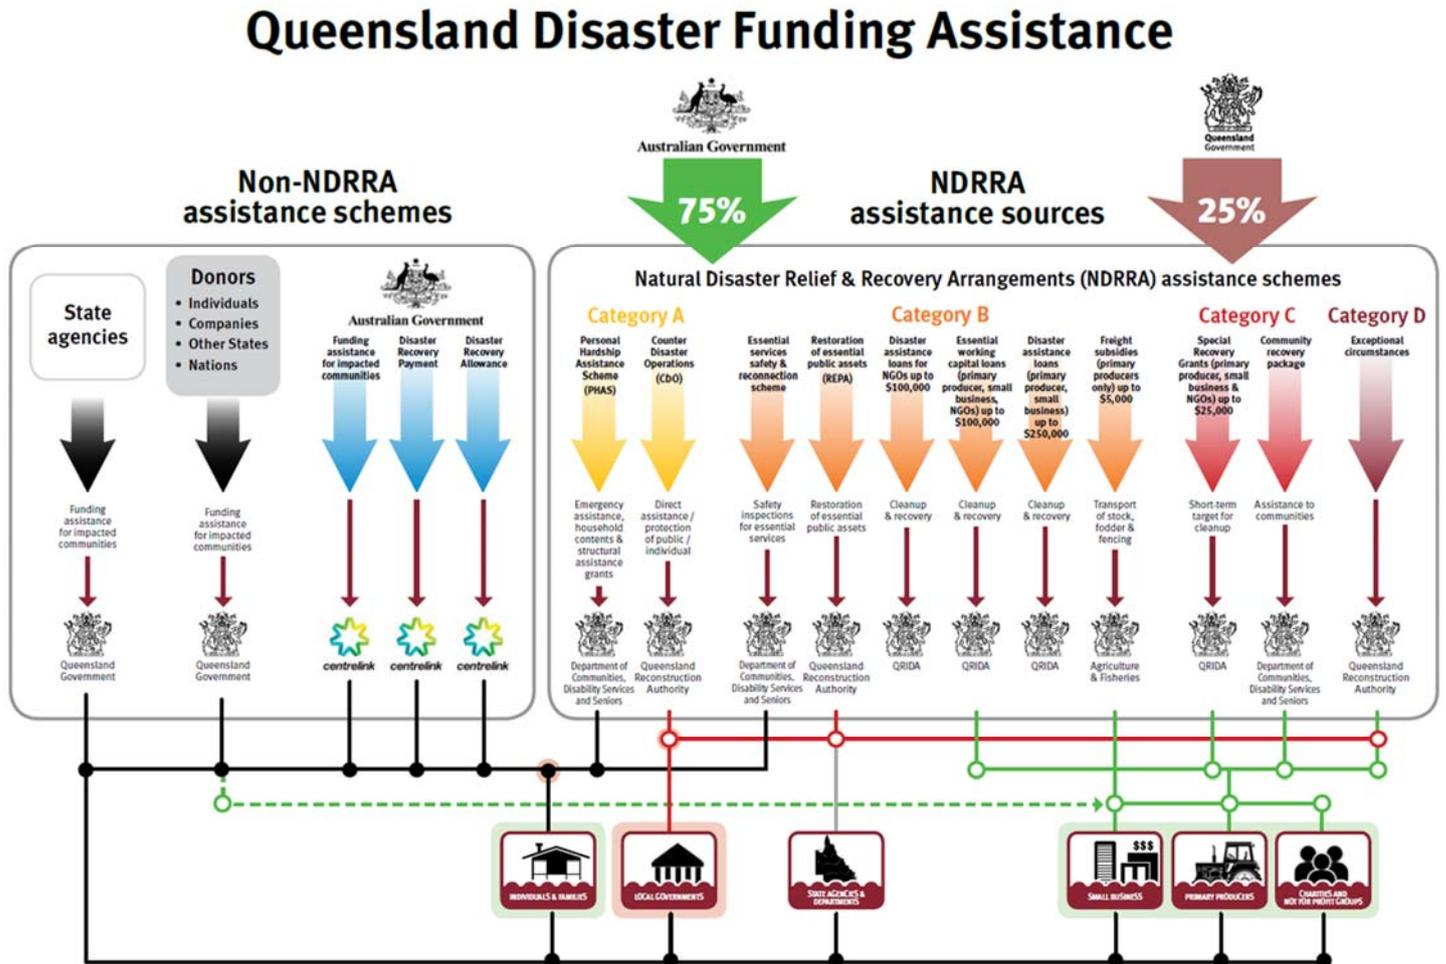 Queensland Disaster Funding Assistance
Australian Government
Queensland
Government
Non-NDRRA
assistance schemes
75%
NDRRA
assistance sources
25%
State
agencies
Donors
• Individuals
• Companies
• Other States
• Nations
Australian Government
Funding
assistance
for impacted
communities
Disaster
Recovery
Payment
Disaster
Recovery
Allowance
Funding
assistance
for impacted
communities
Funding
assistance
for impacted
communities
Queensland
Government
Queensland
Government
centrelink
centrelink
centrelink
Natural Disaster Relief & Recovery Arrangements (NDRRA) assistance schemes
Category A
Category B
Category C
Category D
Personal
Hardship
Assistance
Scheme
(PHAS)
Counter
Disaster
Operations
(CDO)
Essential
services
safety &
reconnection
scheme
Restoration
of essential
public assets
(REPA)
Disaster
assistance
loans for
NGOs up to
$100,000
Essential
working
capital loans
(primary
producer, small
business,
NGOs) up to
$100,000
Disaster
assistance
loans
(primary
producer,
small
business)
up to
$250,000
Freight
subsidies
(primary
producers
only) up to
$5,000
Special
Recovery
Grants (primary
producer, small
business &
NGOs) up to
$25,000
Community
recovery
package
Exceptional
circumstances
Emergency
assistance,
household
contents &
structural
assistance
grants
Direct
assistance /
protection
of public /
individual
Safety
inspections
for essential
services
Restoration
of essential
public assets
Cleanup
& recovery
Cleanup
& recovery
Cleanup
& recovery
Transport
of stock,
fodder &
fencing
Short-term
target for
cleanup
Assistance to
communities
Department of
Communities,
Disability Services
and Seniors
Queensland
Reconstruction
Authority
Department of
Communities,
Disability Services
and Seniors
Queensland
Reconstruction
Authority
QRIDA
QRIDA
QRIDA
Agriculture
& Fisheries
QRIDA
Department of
Communities,
Disability Services
and Seniors
Queensland
Reconstruction
Authority
INDIVIDUALS & FAMILIES
LOCAL GOVERNMENTS
STATE AGENCIES &
DEPARTMENTS
$$$
SMALL BUSINESS
PRIMARY PRODUCERS
CHARITIES AND
NOT FOR PROFIT GROUPS